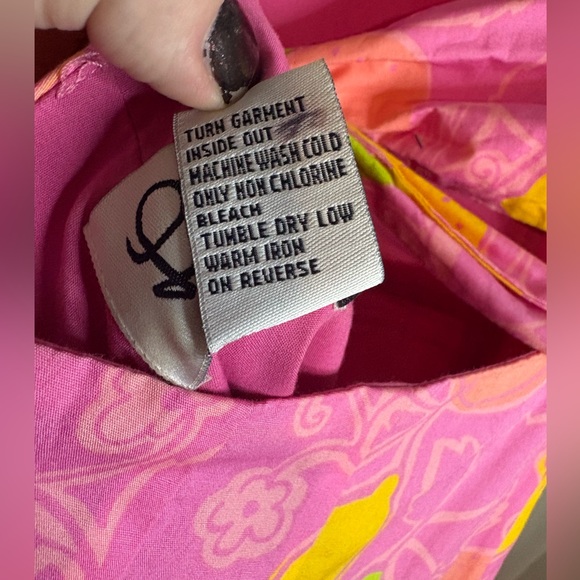 TURN GARMENT
INSIDE OUT
MACHINE WASH COLD
ONLY NON CHLORINE
BLEACH
TUMBLE DRY LOW
WARM IRON
ON REVERSE